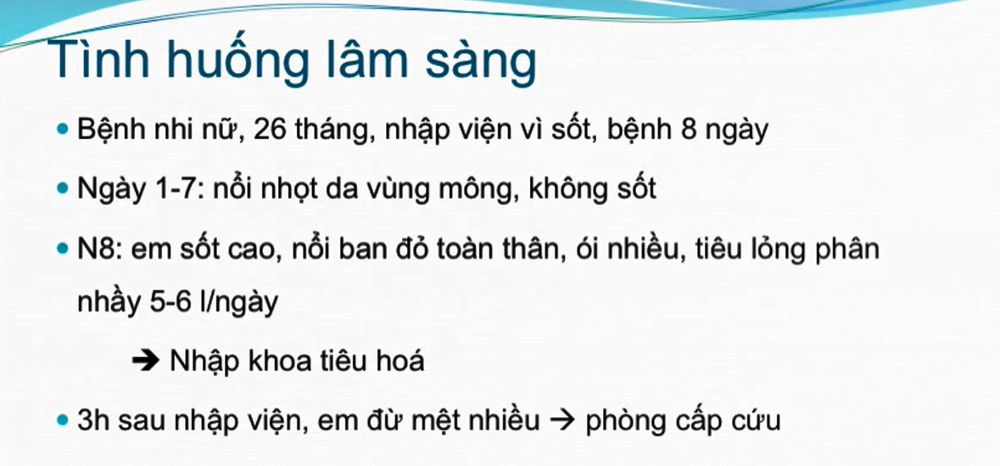 Tình huống lâm sàng
• Bệnh nhi nữ, 26 tháng, nhập viện vì sốt, bệnh 8 ngày
• Ngày 1-7: nổi nhọt da vùng mông, không sốt
• N8: em sốt cao, nổi ban đỏ toàn thân, ói nhiều, tiêu lỏng phân
nhầy 5-6 l/ngày
➔ Nhập khoa tiêu hoá
• 3h sau nhập viện, em đừ mệt nhiều → phòng cấp cứu